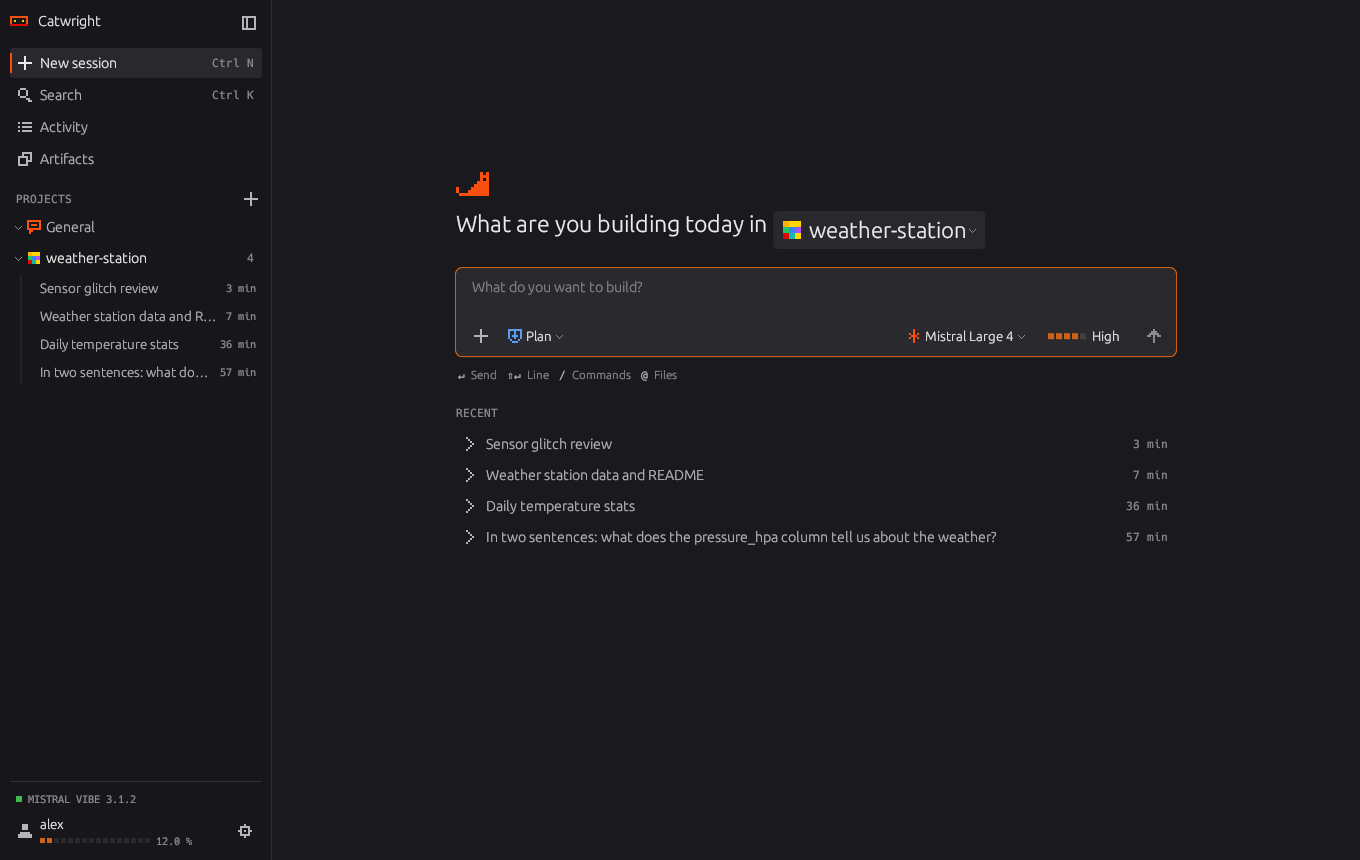 Catwright
New session Ctrl N
Search Ctrl K
Activity
Artifacts
PROJECTS
General
weather-station 4
Sensor glitch review 3 min
Weather station data and R... 7 min
Daily temperature stats 36 min
In two sentences: what do... 57 min
MISTRAL VIBE 3.1.2
alex
12.0 %
What are you building today in weather-station
What do you want to build?
Plan Mistral Large 4 High
↵ Send ⇧↵ Line / Commands @ Files
RECENT
Sensor glitch review 3 min
Weather station data and README 7 min
Daily temperature stats 36 min
In two sentences: what does the pressure_hpa column tell us about the weather? 57 min